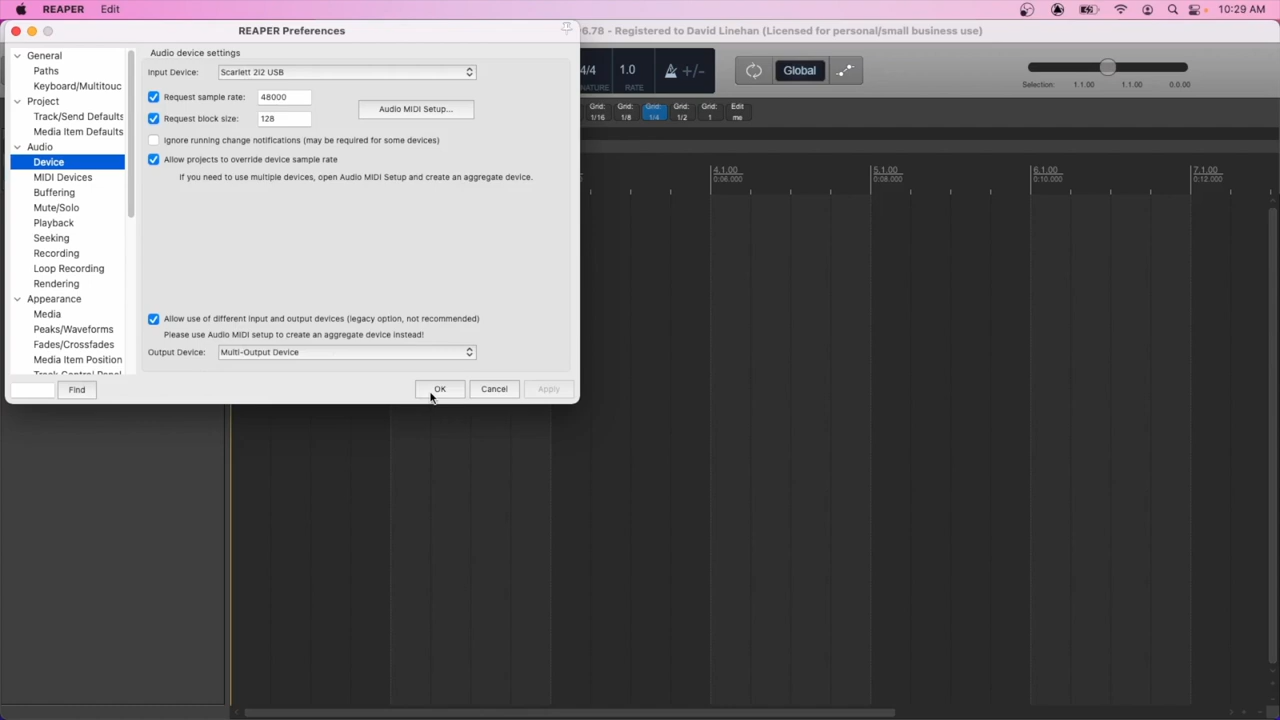 REAPER Edit 10:29 AM
REAPER Preferences
6.78 - Registered to David Linehan (Licensed for personal/small business use)
General
Paths
Keyboard/Multitouc
Project
Track/Send Defaults
Media Item Defaults
Audio
Device
MIDI Devices
Buffering
Mute/Solo
Playback
Seeking
Recording
Loop Recording
Rendering
Appearance
Media
Peaks/Waveforms
Fades/Crossfades
Media Item Position
Track Control Panel
Find
Audio device settings
Input Device: Scarlett 2i2 USB
Request sample rate: 48000
Audio MIDI Setup...
Request block size: 128
Ignore running change notifications (may be required for some devices)
Allow projects to override device sample rate
If you need to use multiple devices, open Audio MIDI Setup and create an aggregate device.
Allow use of different input and output devices (legacy option, not recommended)
Please use Audio MIDI setup to create an aggregate device instead!
Output Device: Multi-Output Device
OK Cancel Apply
4/4 1.0 +/- Global
NATURE RATE
Selection: 1.1.00 1.1.00 0.0.00
Grid: Grid: Grid: Grid: Grid: Edit
1/16 1/8 1/4 1/2 1 me
4.1.00 5.1.00 6.1.00 7.1.00
0:06.000 0:08.000 0:10.000 0:12.000